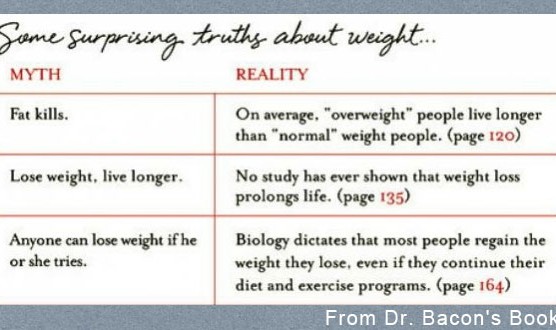 Some surprising truths about weight...
MYTH
REALITY
Fat kills.
On average, "overweight" people live longer
than "normal" weight people. (page 120)
Lose weight, live longer.
No study has ever shown that weight loss
prolongs life. (page 135)
Anyone can lose weight if he
or she tries.
Biology dictates that most people regain the
weight they lose, even if they continue their
diet and exercise programs. (page 164)
From Dr. Bacon's Book